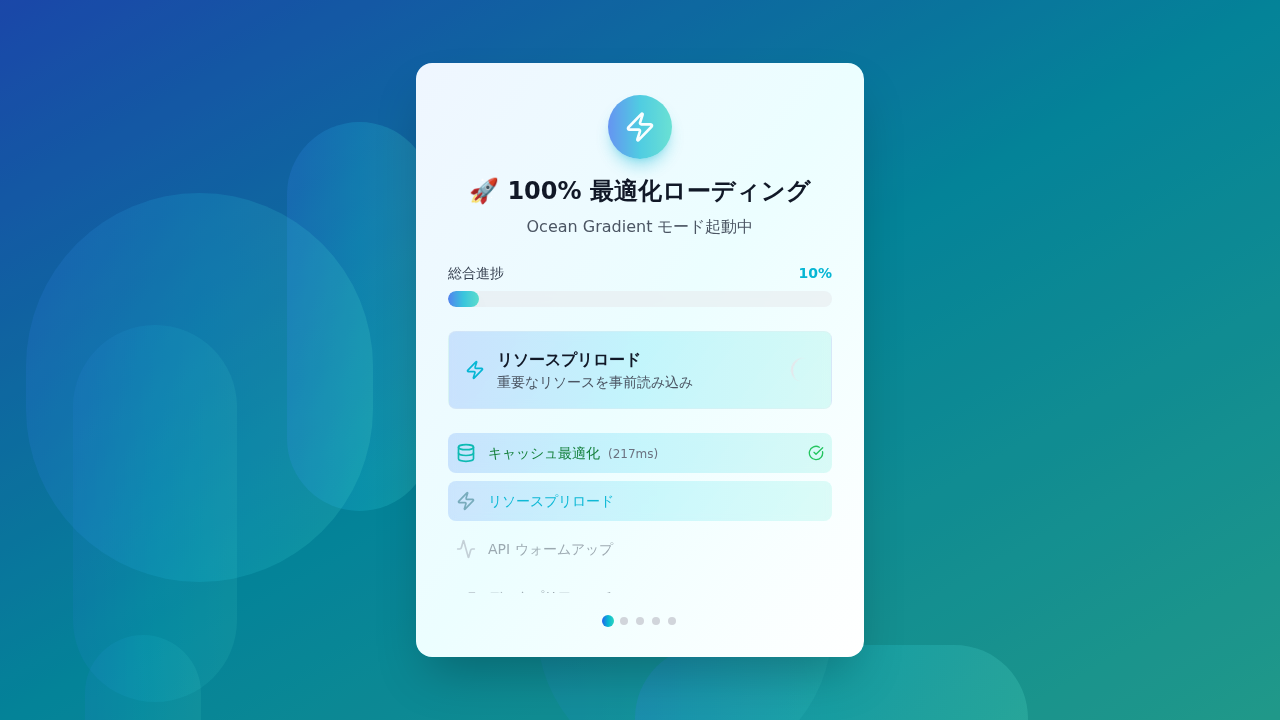 🚀 100% 最適化ローディング
Ocean Gradient モード起動中
総合進捗 10%
リソースプリロード
重要なリソースを事前読み込み
キャッシュ最適化 (217ms)
リソースプリロード
API ウォームアップ